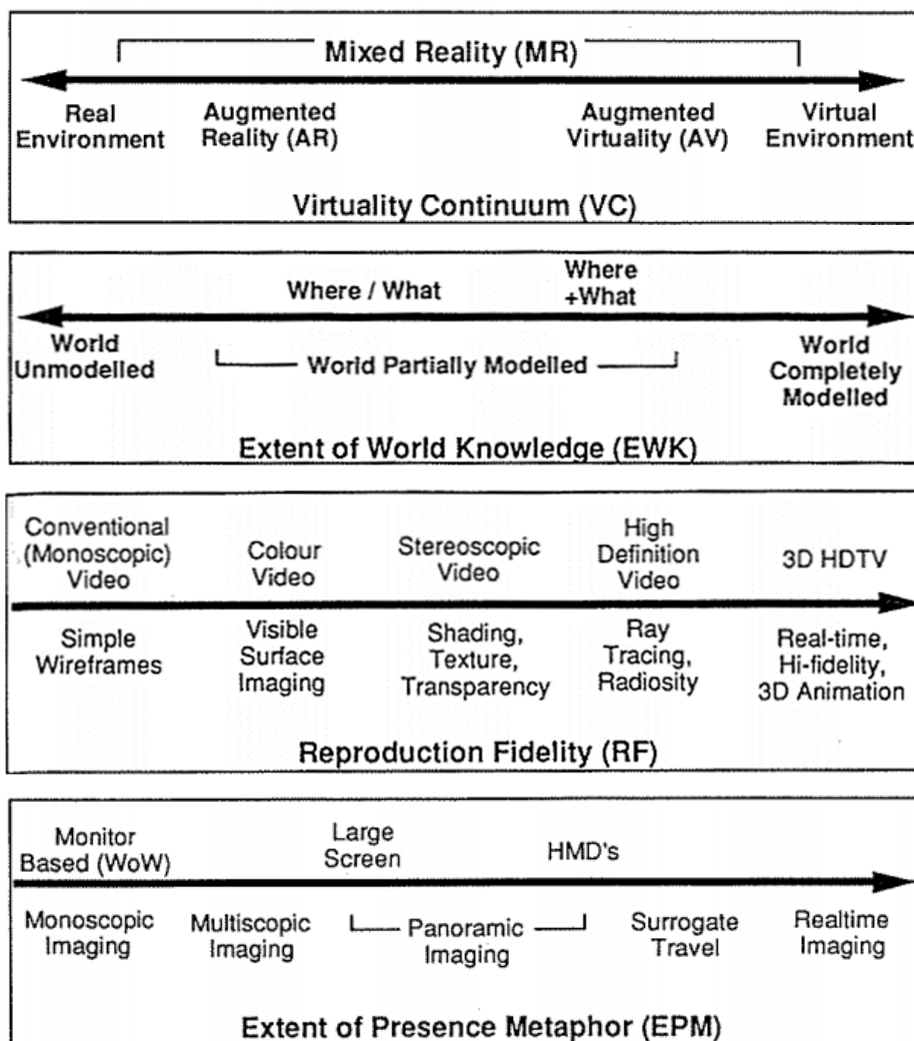 Mixed Reality (MR)
Real Environment
Augmented Reality (AR)
Augmented Virtuality (AV)
Virtual Environment
Virtuality Continuum (VC)
Where / What
Where +What
World Unmodelled
World Partially Modelled
World Completely Modelled
Extent of World Knowledge (EWK)
Conventional (Monoscopic) Video
Colour Video
Stereoscopic Video
High Definition Video
3D HDTV
Simple Wireframes
Visible Surface Imaging
Shading, Texture, Transparency
Ray Tracing, Radiosity
Real-time, Hi-fidelity, 3D Animation
Reproduction Fidelity (RF)
Monitor Based (WoW)
Large Screen
HMD's
Monoscopic Imaging
Multiscopic Imaging
Panoramic Imaging
Surrogate Travel
Realtime Imaging
Extent of Presence Metaphor (EPM)